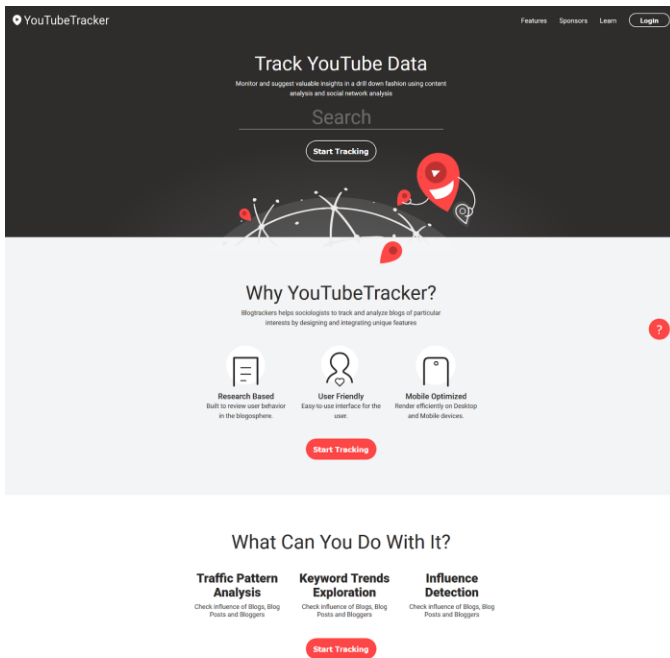 YouTubeTracker
Features Sponsors Learn Login
Track YouTube Data
Monitor and suggest valuable insights in a drill down fashion using content
analysis and social network analysis
Search
Start Tracking
Why YouTubeTracker?
Blogtrackers helps sociologists to track and analyze blogs of particular
interests by designing and integrating unique features
?
Research Based
Built to review user behavior
in the blogosphere.
User Friendly
Easy-to-use interface for the
user.
Mobile Optimized
Render efficiently on Desktop
and Mobile devices.
Start Tracking
What Can You Do With It?
Traffic Pattern
Analysis
Check influence of Blogs, Blog
Posts and Bloggers
Keyword Trends
Exploration
Check influence of Blogs, Blog
Posts and Bloggers
Influence
Detection
Check influence of Blogs, Blog
Posts and Bloggers
Start Tracking